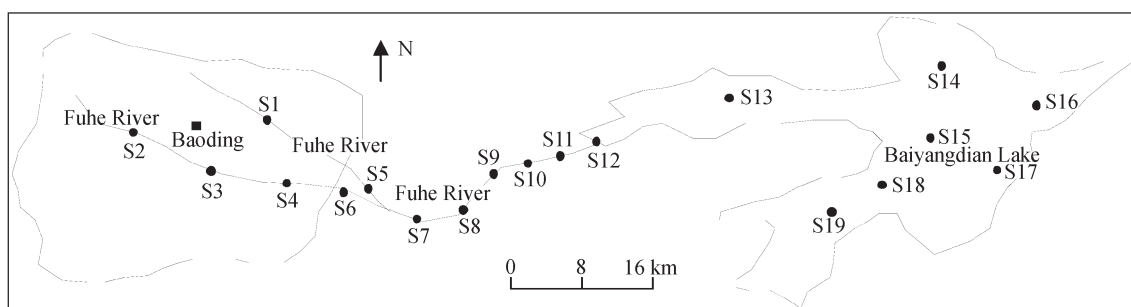 N
S14
S13
S16
S1
Fuhe River
Baoding
S2
S11
S15
Fuhe River
S12
Baiyangdian Lake
S9
S10
S5
S17
S3
Fuhe River
S18
S4
S6
S8
S19
S7
0 8 16 km